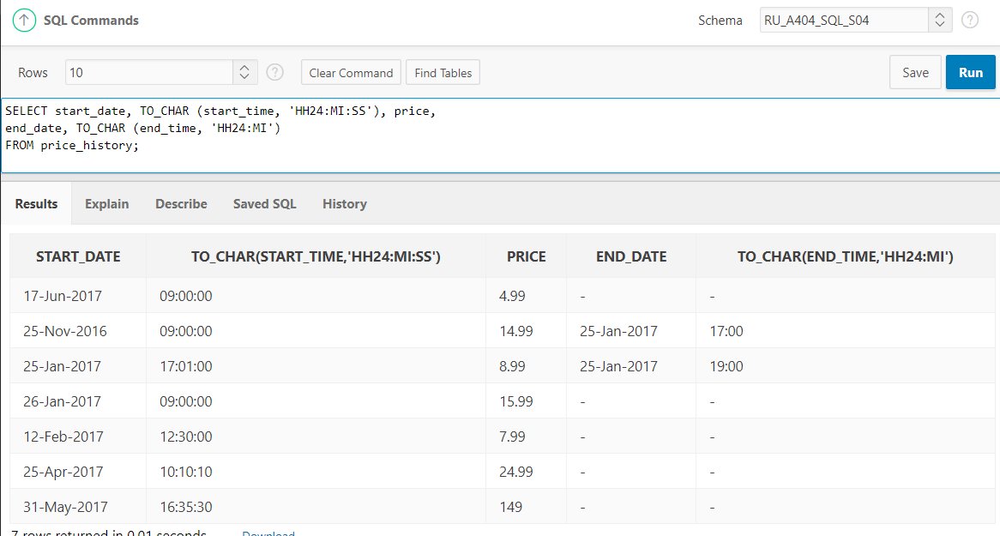 SQL Commands
Schema RU_A404_SQL_S04 ?
Rows 10 ? Clear Command Find Tables Save Run
SELECT start_date, TO_CHAR (start_time, 'HH24:MI:SS'), price,
end_date, TO_CHAR (end_time, 'HH24:MI')
FROM price_history;
Results Explain Describe Saved SQL History
START_DATE TO_CHAR(START_TIME,'HH24:MI:SS') PRICE END_DATE TO_CHAR(END_TIME,'HH24:MI')
17-Jun-2017 09:00:00 4.99 - -
25-Nov-2016 09:00:00 14.99 25-Jan-2017 17:00
25-Jan-2017 17:01:00 8.99 25-Jan-2017 19:00
26-Jan-2017 09:00:00 15.99 - -
12-Feb-2017 12:30:00 7.99 - -
25-Apr-2017 10:10:10 24.99 - -
31-May-2017 16:35:30 149 - -
7 rows returned in 0.01 seconds Download